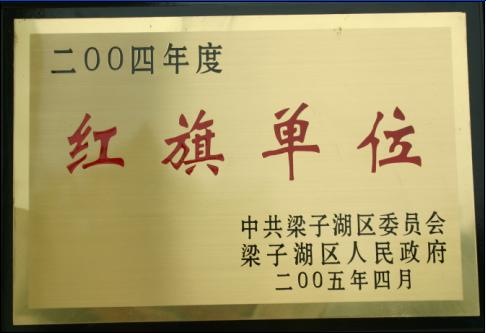 二00四年度
红旗单位
中共梁子湖区委员会
梁子湖区人民政府
二00五年四月